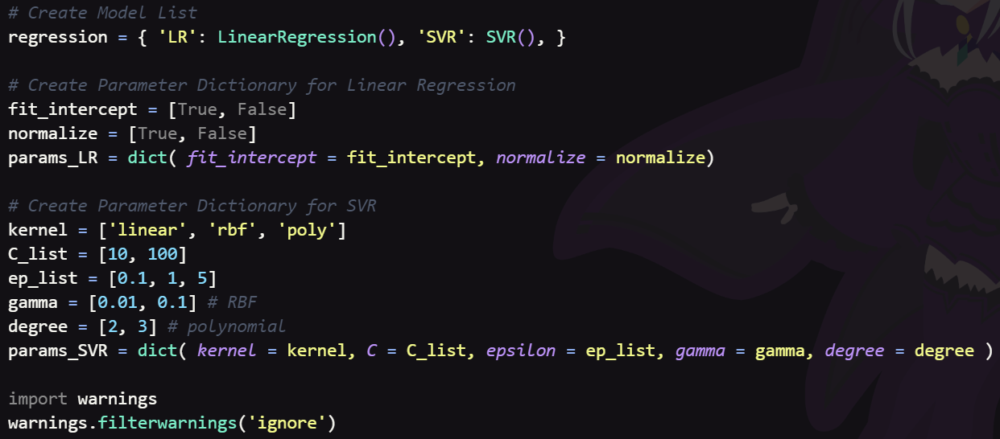 # Create Model List
regression = { 'LR': LinearRegression(), 'SVR': SVR(), }
# Create Parameter Dictionary for Linear Regression
fit_intercept = [True, False]
normalize = [True, False]
params_LR = dict( fit_intercept = fit_intercept, normalize = normalize)
# Create Parameter Dictionary for SVR
kernel = ['linear', 'rbf', 'poly']
C_list = [10, 100]
ep_list = [0.1, 1, 5]
gamma = [0.01, 0.1] # RBF
degree = [2, 3] # polynomial
params_SVR = dict( kernel = kernel, C = C_list, epsilon = ep_list, gamma = gamma, degree = degree )
import warnings
warnings.filterwarnings('ignore')